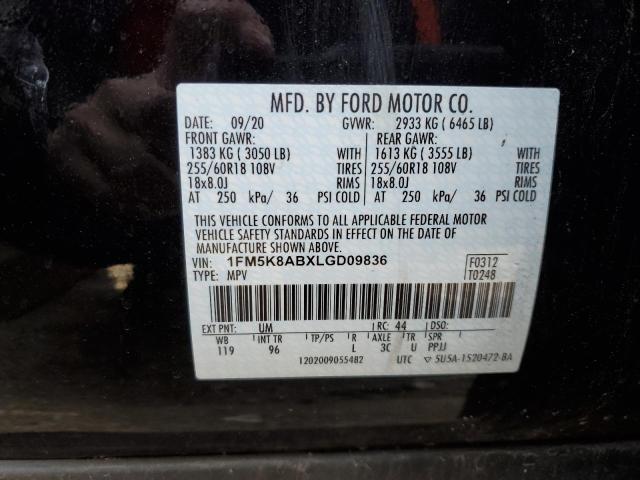 MFD. BY FORD MOTOR CO.
DATE: 09/20 GVWR: 2933 KG ( 6465 LB)
FRONT GAWR: REAR GAWR:
1383 KG ( 3050 LB) WITH 1613 KG ( 3555 LB) WITH
255/60R18 108V TIRES 255/60R18 108V TIRES
18x8.0J RIMS 18x8.0J RIMS
AT 250 kPa/ 36 PSI COLD AT 250 kPa/ 36 PSI COLD
THIS VEHICLE CONFORMS TO ALL APPLICABLE FEDERAL MOTOR
VEHICLE SAFETY STANDARDS IN EFFECT ON THE DATE OF
MANUFACTURE SHOWN ABOVE.
VIN: 1FM5K8ABXLGD09836 F0312
TYPE: MPV T0248
EXT PNT: UM RC: 44 DSO:
WB INT TR TP/PS R AXLE TR SPR
119 96 L 3C U PPJJ
1202009055482 UTC ▽ 5U5A-1520472-BA